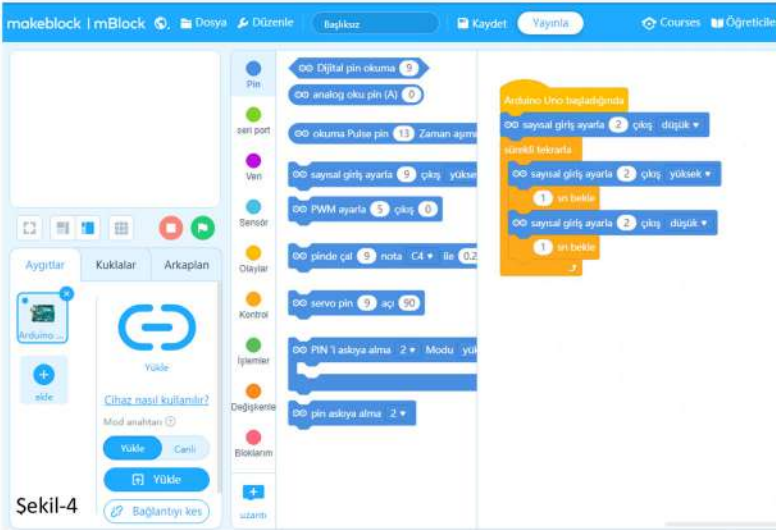 makeblock | mBlock
Dosya
Düzenle
Başlıksız
Kaydet
Yayınla
Courses
Öğreticile
Aygıtlar
Kuklalar
Arkaplan
Arduino ...
ekle
Yükle
Cihaz nasıl kullanılır?
Mod anahtarı ?
Yükle
Canlı
Yükle
Bağlantıyı kes
Şekil-4
Pin
seri port
Veri
Sensör
Olaylar
Kontrol
İşlemler
Değişkenle
Bloklarım
uzantı
Dijital pin okuma 9
analog oku pin (A) 0
okuma Pulse pin 13 Zaman aşımı
sayısal giriş ayarla 9 çıkış yükse
PWM ayarla 5 çıkış 0
pinde çal 9 nota C4 ile 0.2
servo pin 9 açı 90
PIN 'i askıya alma 2 Modu yük
pin askıya alma 2
Arduino Uno başladığında
sayısal giriş ayarla 2 çıkış düşük
sürekli tekrarla
sayısal giriş ayarla 2 çıkış yüksek
1 sn bekle
sayısal giriş ayarla 2 çıkış düşük
1 sn bekle